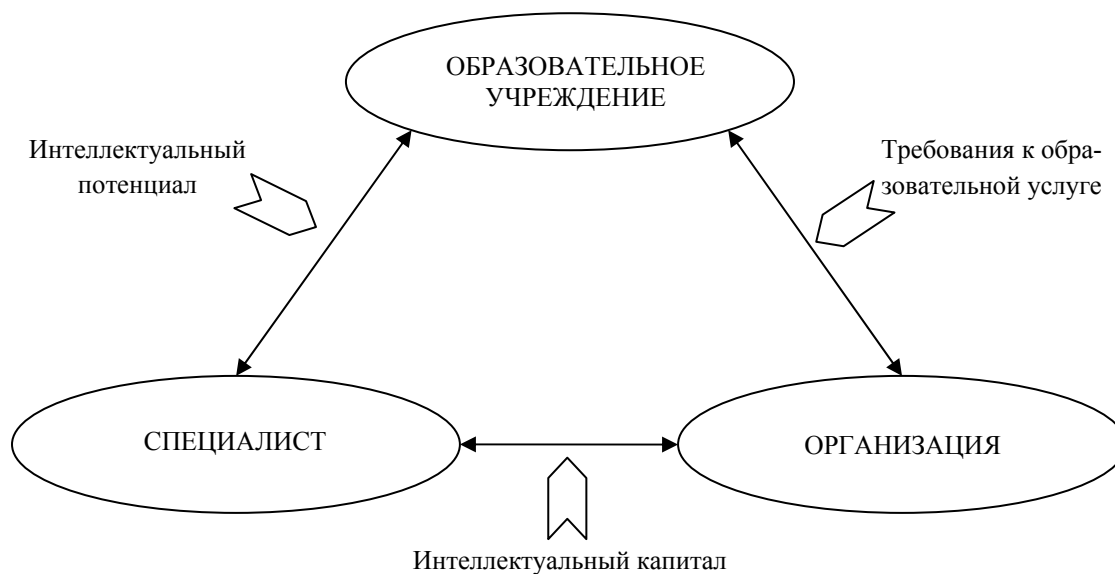 ОБРАЗОВАТЕЛЬНОЕ
УЧРЕЖДЕНИЕ
Интеллектуальный
потенциал
Требования к обра-
зовательной услуге
СПЕЦИАЛИСТ
ОРГАНИЗАЦИЯ
Интеллектуальный капитал